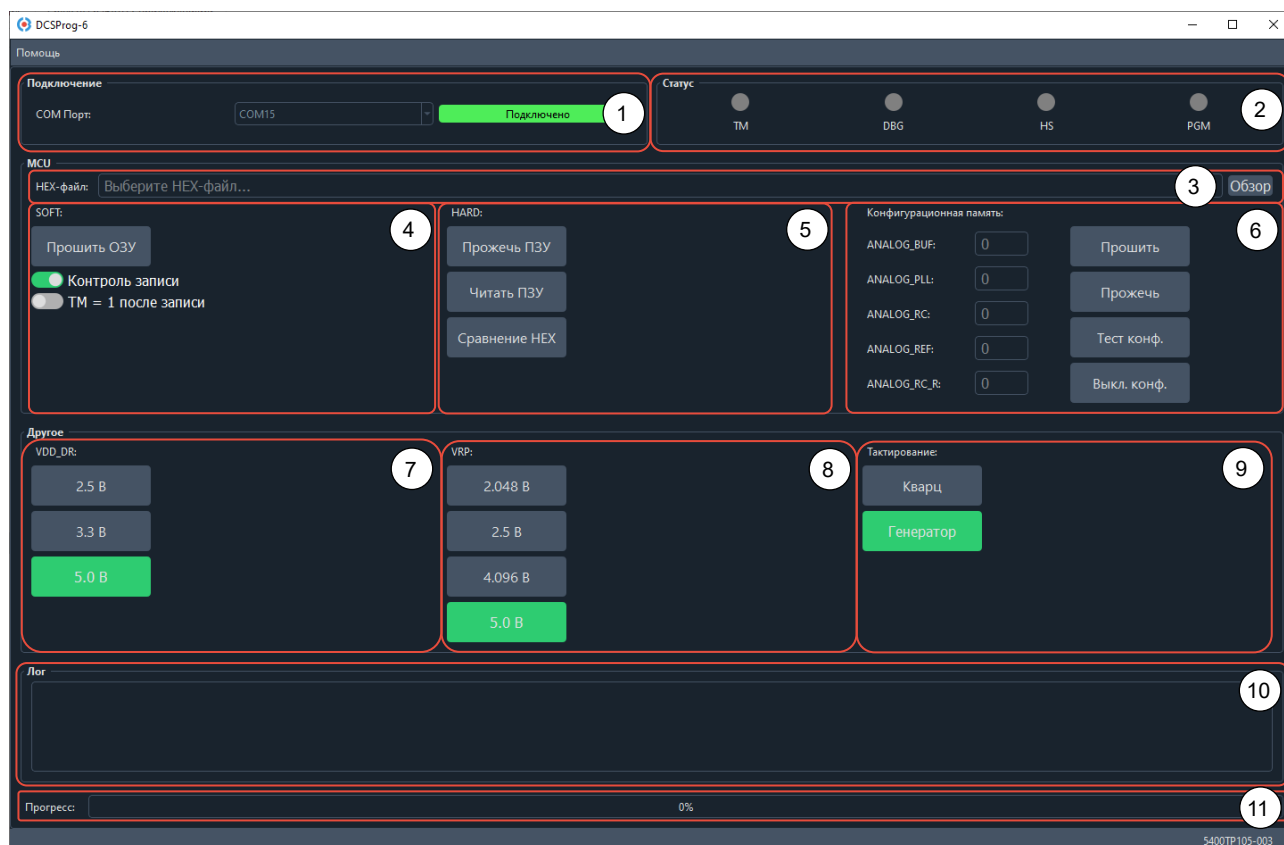 DCSProg-6
Помощь
Подключение
COM Порт:
COM15
Подключено
1
Статус
TM
DBG
HS
PGM
2
MCU
HEX-файл:
Выберите HEX-файл...
3
Обзор
SOFT:
4
Прошить ОЗУ
Контроль записи
TM = 1 после записи
HARD:
5
Прожечь ПЗУ
Читать ПЗУ
Сравнение HEX
Конфигурационная память:
6
ANALOG_BUF:
0
ANALOG_PLL:
0
ANALOG_RC:
0
ANALOG_REF:
0
ANALOG_RC_R:
0
Прошить
Прожечь
Тест конф.
Выкл. конф.
Другое
VDD_DR:
7
2.5 В
3.3 В
5.0 В
VRP:
8
2.048 В
2.5 В
4.096 В
5.0 В
Тактирование:
9
Кварц
Генератор
Лог
10
Прогресс:
0%
11
5400TP105-003